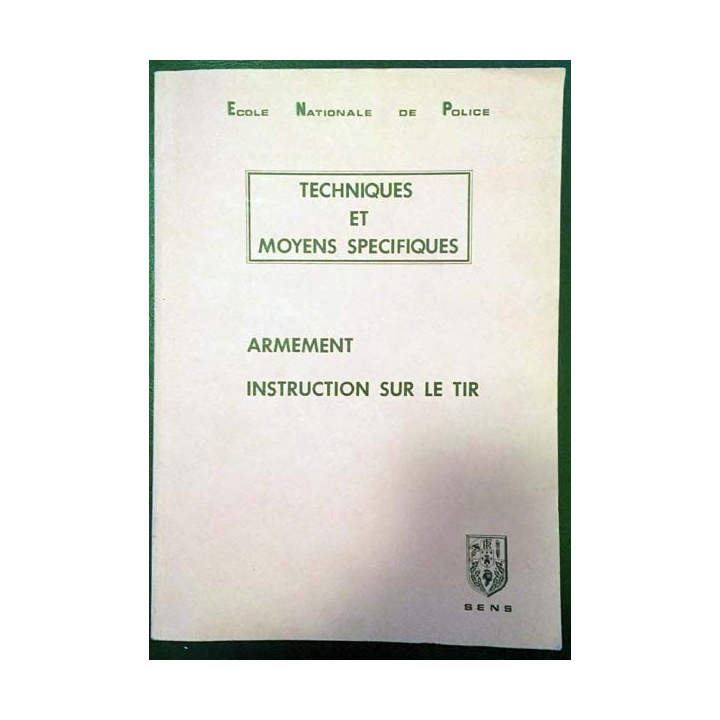 ECOLE NATIONALE DE POLICE
TECHNIQUES
ET
MOYENS SPECIFIQUES
ARMEMENT
INSTRUCTION SUR LE TIR
SENS